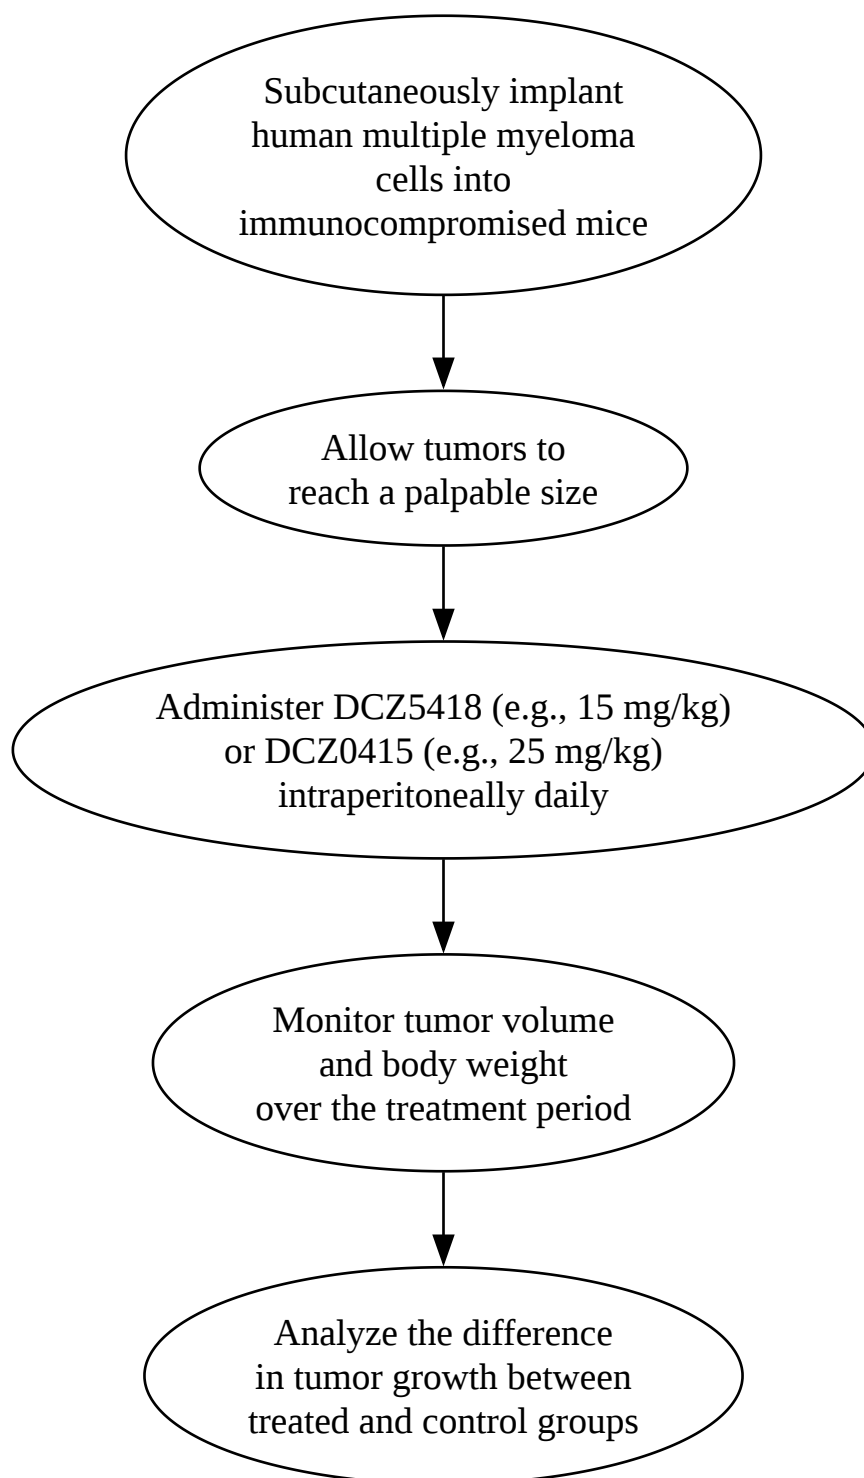 Subcutaneously implant
human multiple myeloma
cells into
immunocompromised mice
Allow tumors to
reach a palpable size
Administer DCZ5418 (e.g., 15 mg/kg)
or DCZ0415 (e.g., 25 mg/kg)
intraperitoneally daily
Monitor tumor volume
and body weight
over the treatment period
Analyze the difference
in tumor growth between
treated and control groups